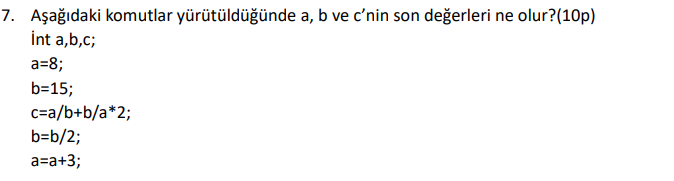 7. Aşağıdaki komutlar yürütüldüğünde a, b ve c’nin son değerleri ne olur?(10p)
İnt a,b,c;
a=8;
b=15;
c=a/b+b/a*2;
b=b/2;
a=a+3;